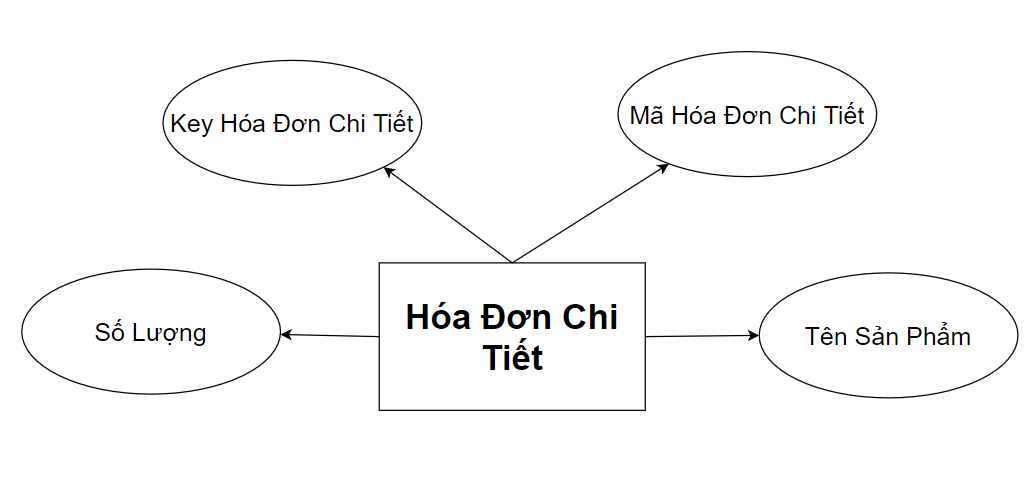 Key Hóa Đơn Chi Tiết
Mã Hóa Đơn Chi Tiết
Số Lượng
Hóa Đơn Chi
Tiết
Tên Sản Phẩm